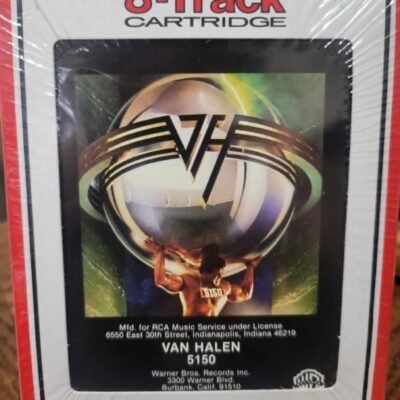 8-Track
CARTRIDGE
VH
5150
Mfd. for RCA Music Service under License
6550 East 30th Street, Indianapolis, Indiana 46219
VAN HALEN
5150
Warner Bros. Records Inc.
3300 Warner Blvd.
Burbank, Calif. 91510